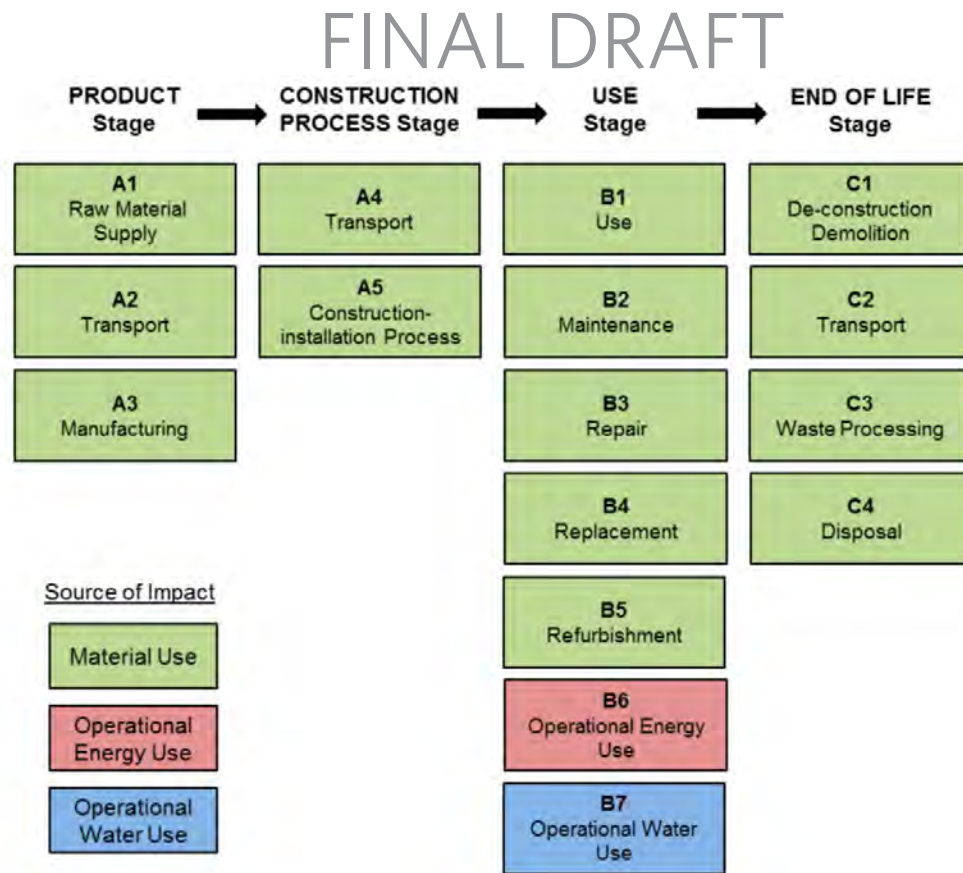 FINAL DRAFT
PRODUCT
Stage
CONSTRUCTION
PROCESS Stage
USE
Stage
END OF LIFE
Stage
A1
Raw Material
Supply
A2
Transport
A3
Manufacturing
A4
Transport
A5
Construction-
installation Process
B1
Use
B2
Maintenance
B3
Repair
B4
Replacement
B5
Refurbishment
B6
Operational Energy
Use
B7
Operational Water
Use
C1
De-construction
Demolition
C2
Transport
C3
Waste Processing
C4
Disposal
Source of Impact
Material Use
Operational
Energy Use
Operational
Water Use